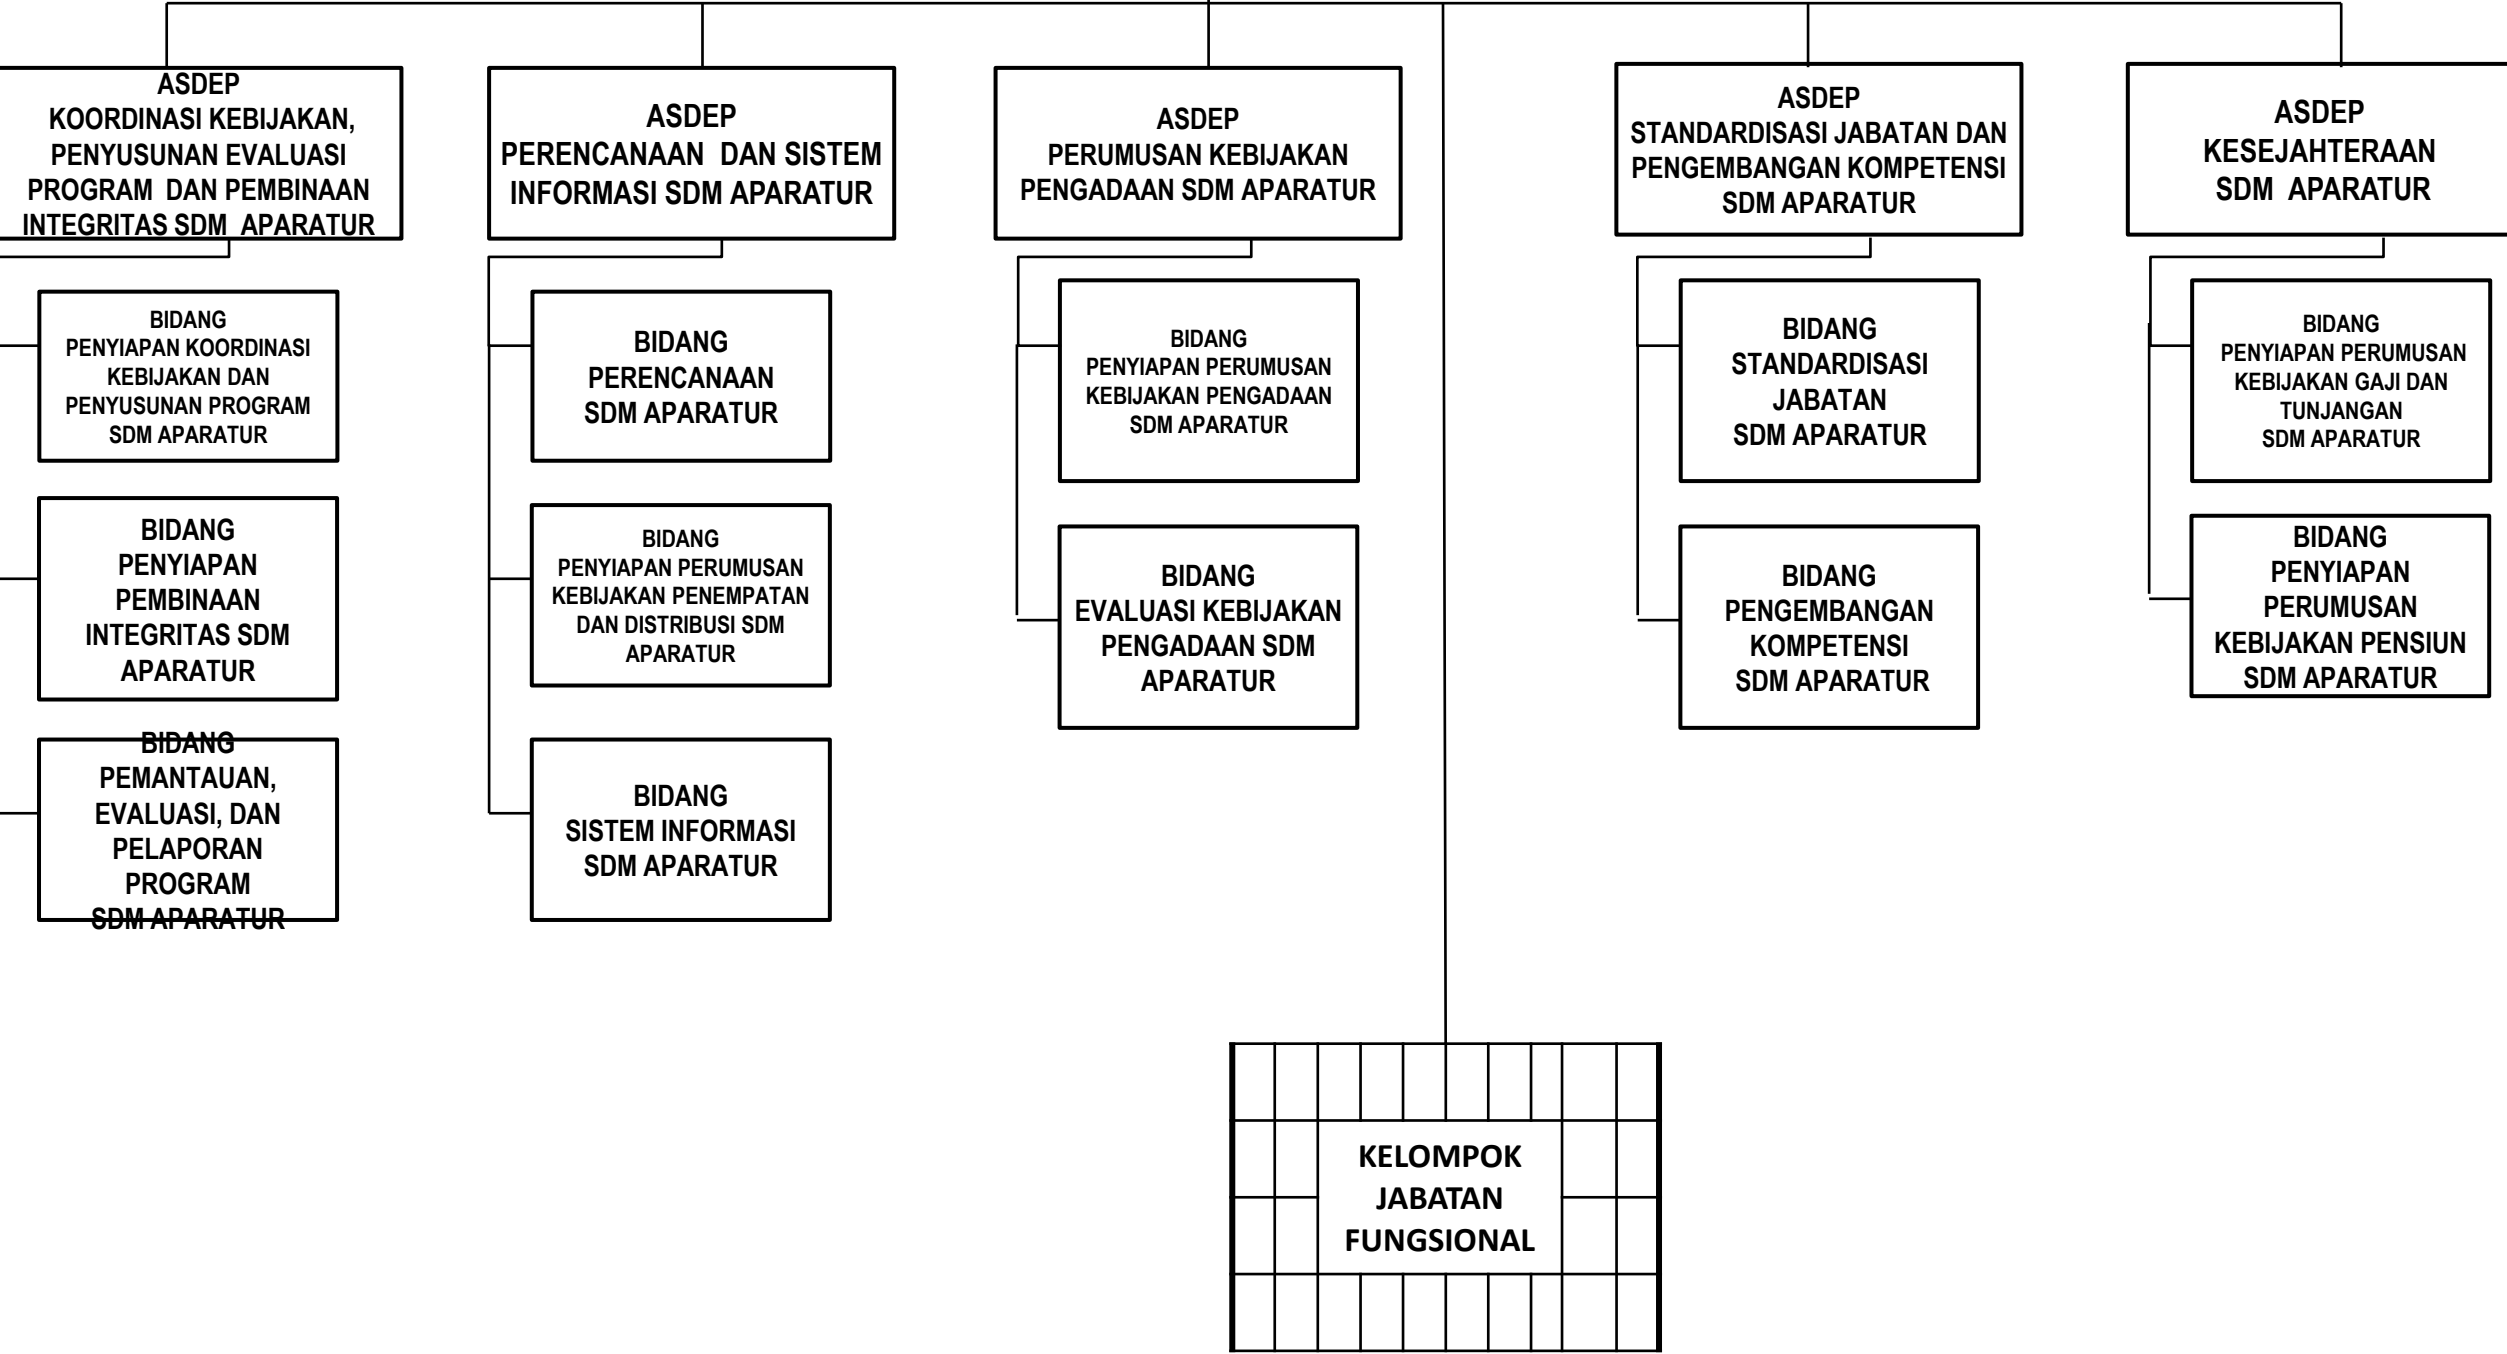 ASDEP
KOORDINASI KEBIJAKAN,
PENYUSUNAN EVALUASI
PROGRAM DAN PEMBINAAN
INTEGRITAS SDM APARATUR
ASDEP
PERENCANAAN DAN SISTEM
INFORMASI SDM APARATUR
ASDEP
PERUMUSAN KEBIJAKAN
PENGADAAN SDM APARATUR
ASDEP
STANDARDISASI JABATAN DAN
PENGEMBANGAN KOMPETENSI
SDM APARATUR
ASDEP
KESEJAHTERAAN
SDM APARATUR
BIDANG
PENYIAPAN KOORDINASI
KEBIJAKAN DAN
PENYUSUNAN PROGRAM
SDM APARATUR
BIDANG
PERENCANAAN
SDM APARATUR
BIDANG
PENYIAPAN PERUMUSAN
KEBIJAKAN PENGADAAN
SDM APARATUR
BIDANG
STANDARDISASI
JABATAN
SDM APARATUR
BIDANG
PENYIAPAN PERUMUSAN
KEBIJAKAN GAJI DAN
TUNJANGAN
SDM APARATUR
BIDANG
PENYIAPAN
PEMBINAAN
INTEGRITAS SDM
APARATUR
BIDANG
PENYIAPAN PERUMUSAN
KEBIJAKAN PENEMPATAN
DAN DISTRIBUSI SDM
APARATUR
BIDANG
EVALUASI KEBIJAKAN
PENGADAAN SDM
APARATUR
BIDANG
PENGEMBANGAN
KOMPETENSI
SDM APARATUR
BIDANG
PENYIAPAN
PERUMUSAN
KEBIJAKAN PENSIUN
SDM APARATUR
BIDANG
PEMANTAUAN,
EVALUASI, DAN
PELAPORAN
PROGRAM
SDM APARATUR
BIDANG
SISTEM INFORMASI
SDM APARATUR
KELOMPOK
JABATAN
FUNGSIONAL